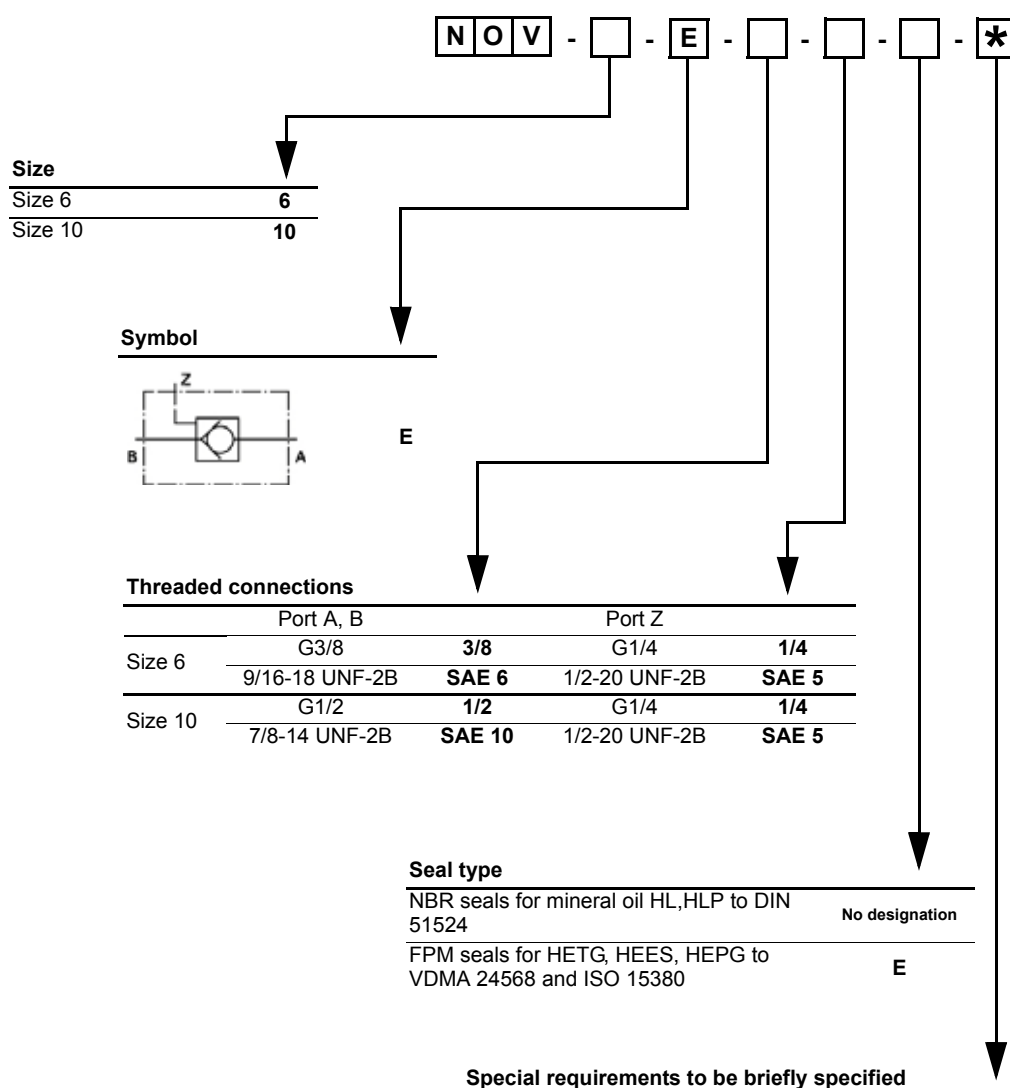 N O V - - E - - - - *
Size
Size 6 6
Size 10 10
Symbol
Z
B A
E
Threaded connections
Port A, B Port Z
Size 6 G3/8 3/8 G1/4 1/4
9/16-18 UNF-2B SAE 6 1/2-20 UNF-2B SAE 5
Size 10 G1/2 1/2 G1/4 1/4
7/8-14 UNF-2B SAE 10 1/2-20 UNF-2B SAE 5
Seal type
NBR seals for mineral oil HL,HLP to DIN
51524 No designation
FPM seals for HETG, HEES, HEPG to
VDMA 24568 and ISO 15380 E
Special requirements to be briefly specified